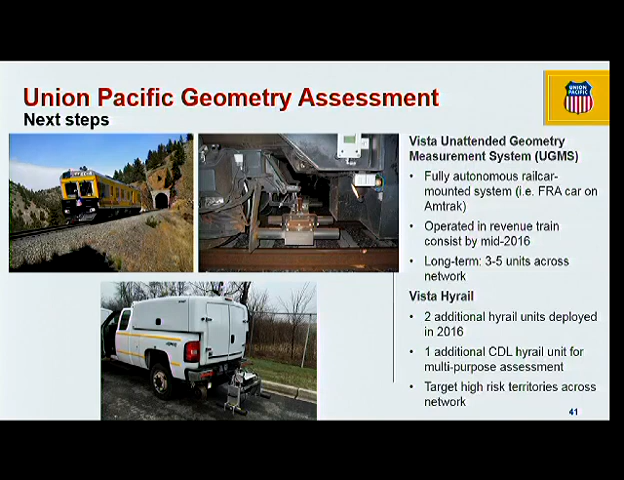 Union Pacific Geometry Assessment
Next steps
UNION
PACIFIC
Vista Unattended Geometry
Measurement System (UGMS)
• Fully autonomous railcar-
mounted system (i.e. FRA car on
Amtrak)
• Operated in revenue train
consist by mid-2016
• Long-term: 3-5 units across
network
Vista Hyrail
• 2 additional hyrail units deployed
in 2016
• 1 additional CDL hyrail unit for
multi-purpose assessment
• Target high risk territories across
network
41